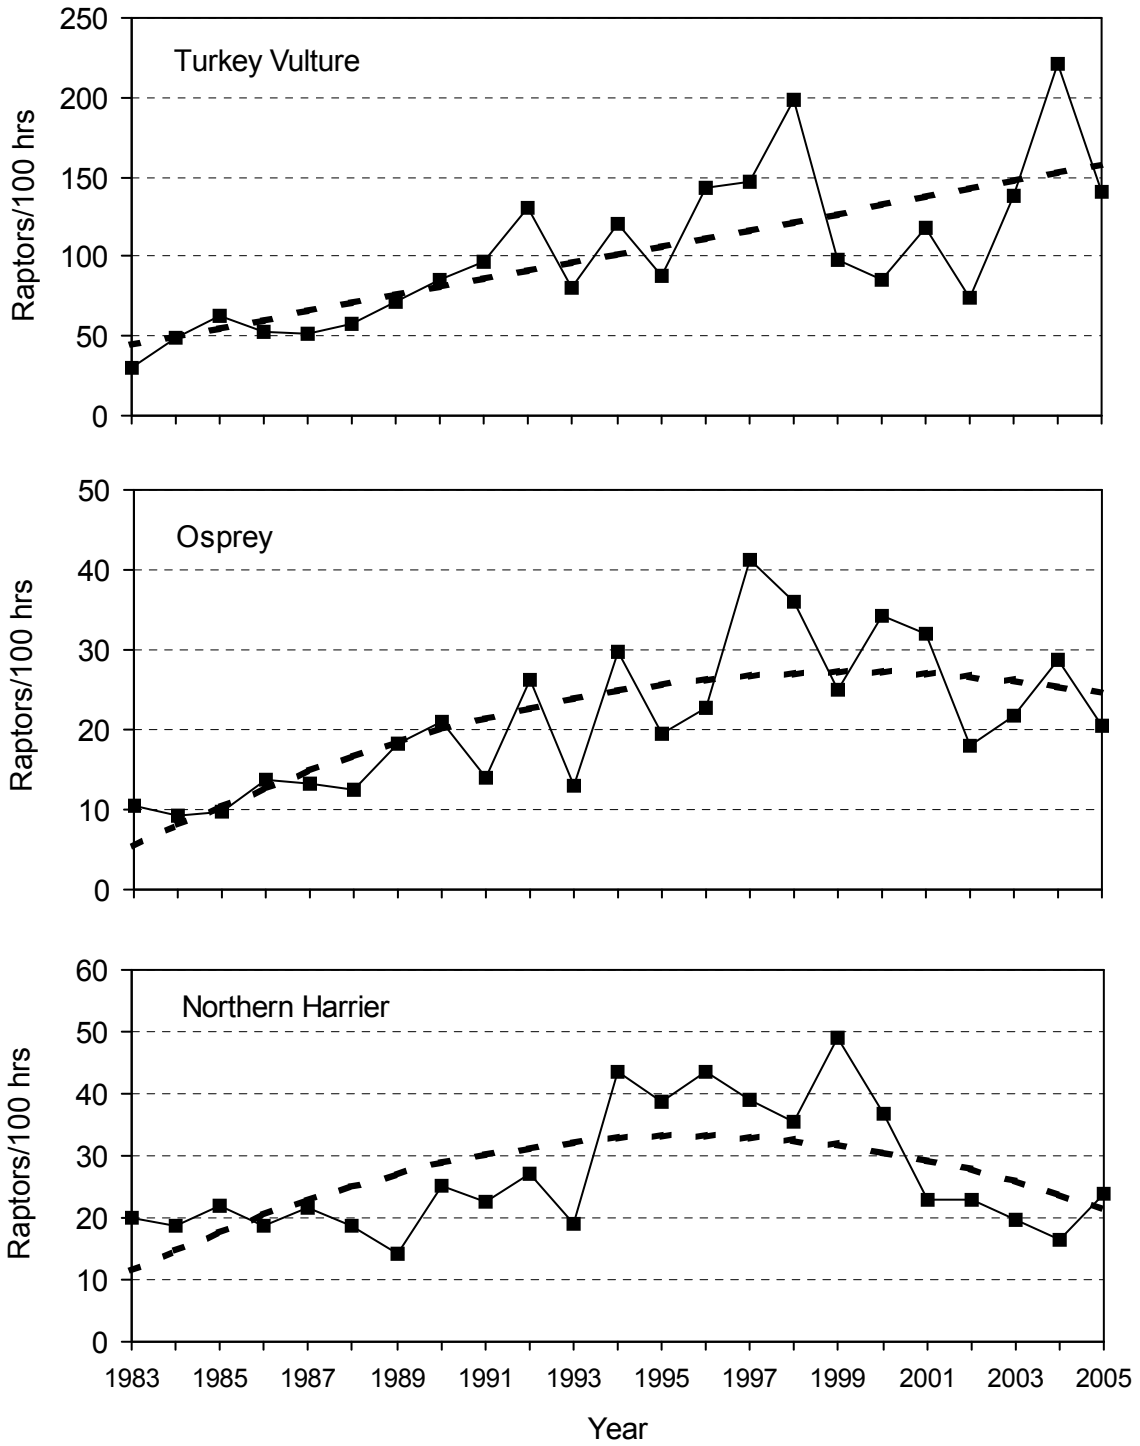 250
Turkey Vulture
200
150
100
50
0
Raptors/100 hrs
50
Osprey
40
30
20
10
0
Raptors/100 hrs
60
Northern Harrier
50
40
30
20
10
0
Raptors/100 hrs
1983 1985 1987 1989 1991 1993 1995 1997 1999 2001 2003 2005
Year